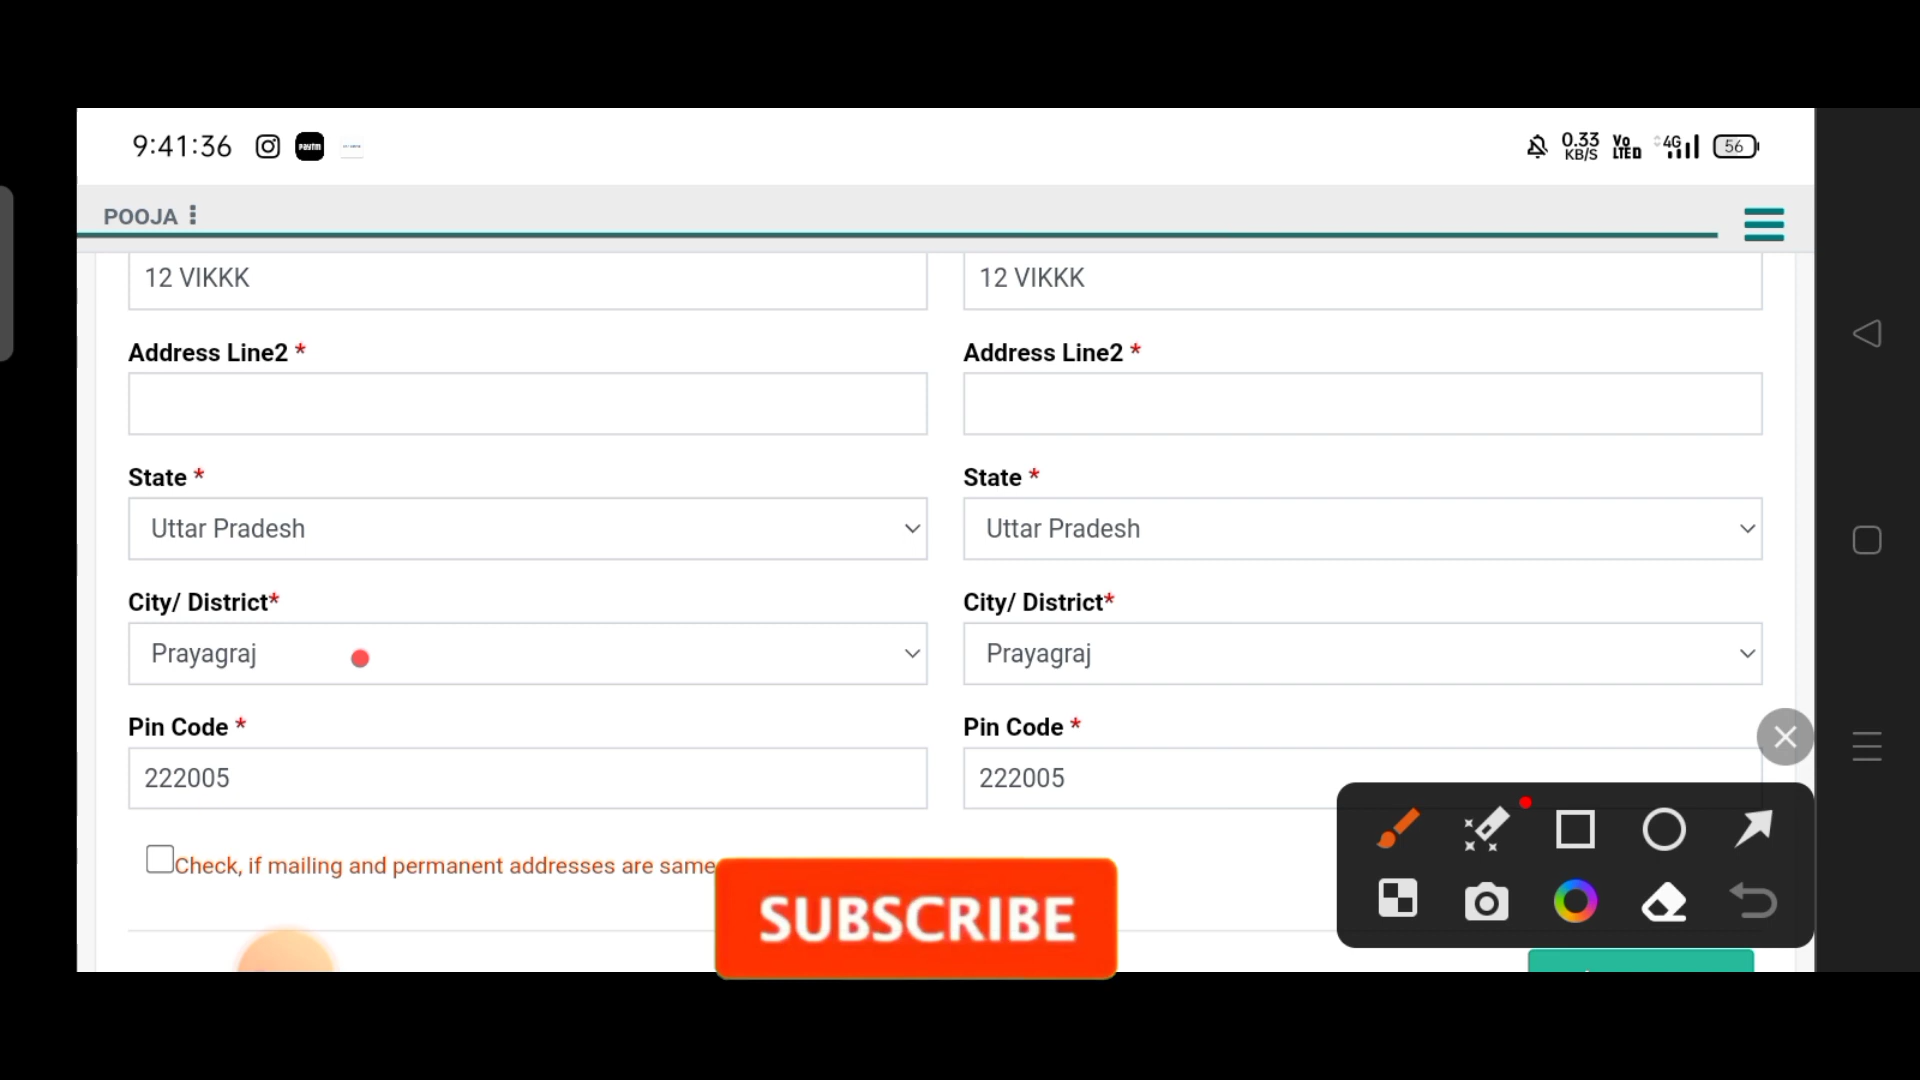 9:41:36 paytm 0.33 KB/S Vo LTE 4G 56
POOJA
12 VIKKK 12 VIKKK
Address Line2 * Address Line2 *
State * State *
Uttar Pradesh Uttar Pradesh
City/ District* City/ District*
Prayagraj Prayagraj
Pin Code * Pin Code *
222005 222005
Check, if mailing and permanent addresses are same
SUBSCRIBE